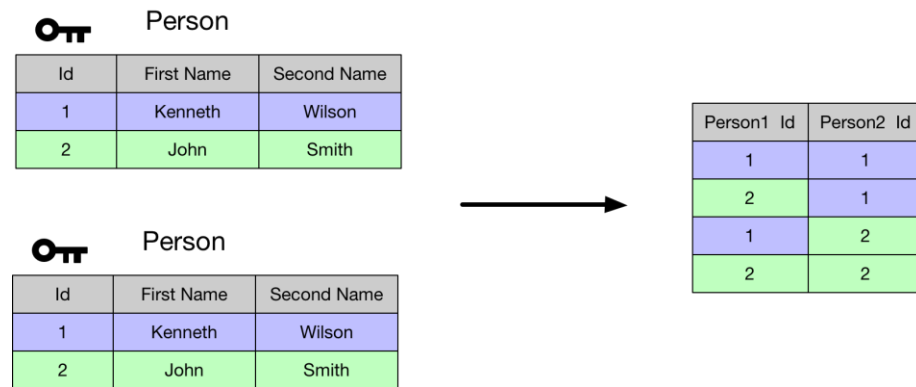 Person
Id First Name Second Name
1 Kenneth Wilson
2 John Smith
Person
Id First Name Second Name
1 Kenneth Wilson
2 John Smith
Person1 Id Person2 Id
1 1
2 1
1 2
2 2